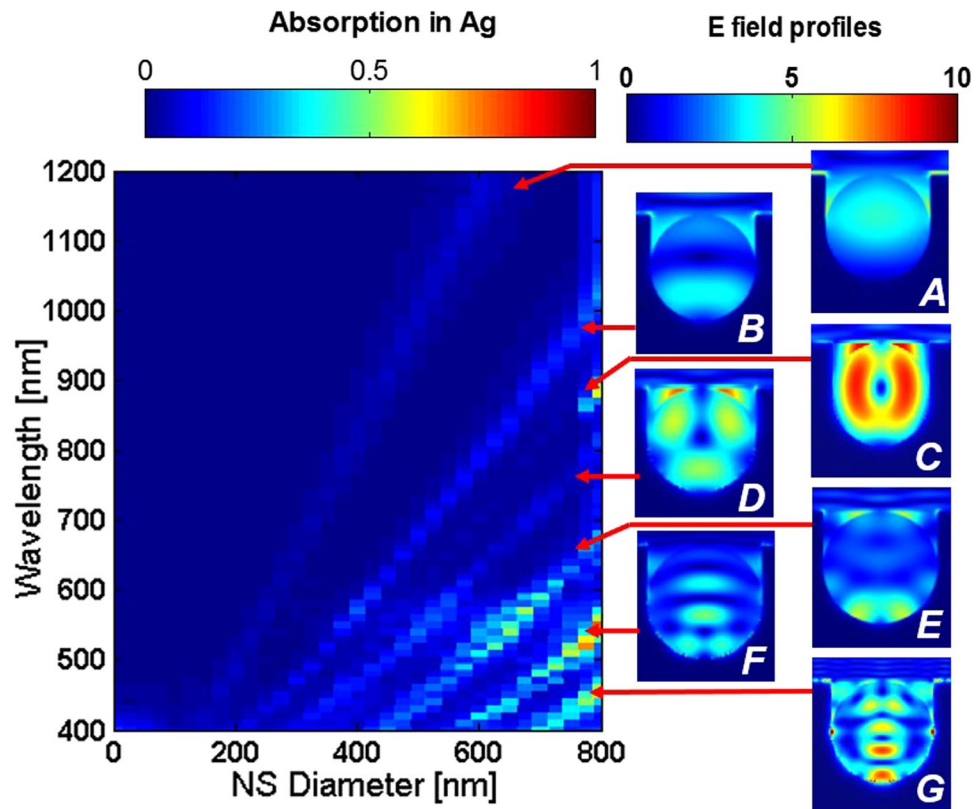 Absorption in Ag
E field profiles
0 0.5 1
0 5 10
Wavelength [nm]
1200
1100
1000
900
800
700
600
500
400
0 200 400 600 800
NS Diameter [nm]
A
B
C
D
E
F
G